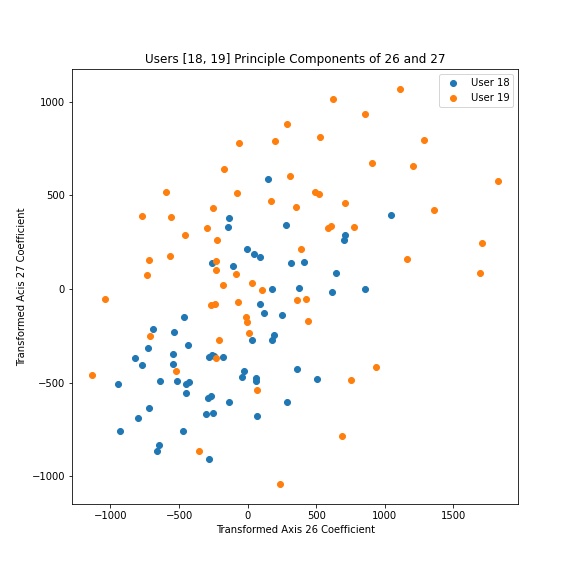 Users [18, 19] Principle Components of 26 and 27
User 18
User 19
Transformed Acis 27 Coefficient
1000
500
0
−500
−1000
−1000
−500
0
500
1000
1500
Transformed Axis 26 Coefficient